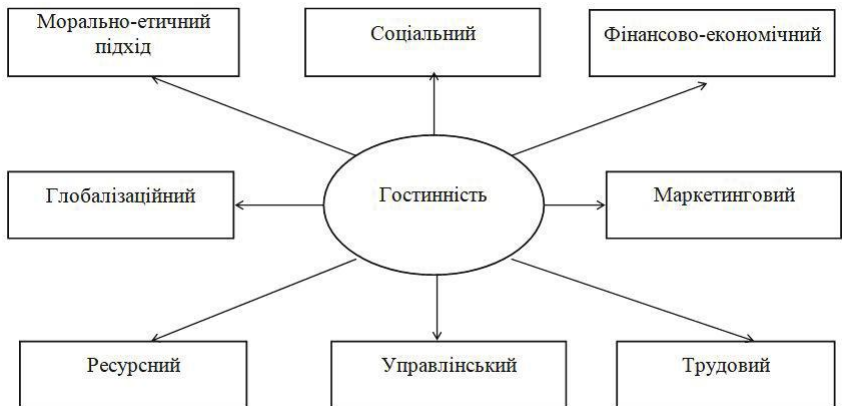 Морально-етичний
підхід
Соціальний
Фінансово-економічний
Глобалізаційний
Гостинність
Маркетинговий
Ресурсний
Управлінський
Трудовий